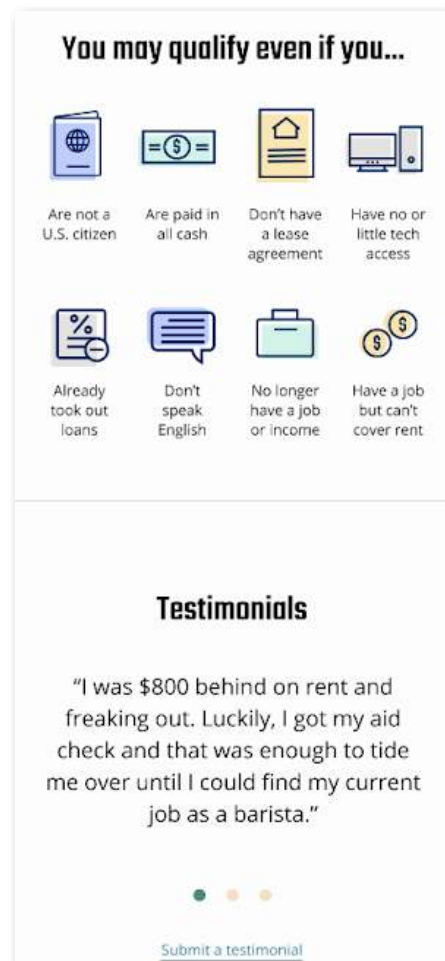 You may qualify even if you...
Are not a
U.S. citizen
Are paid in
all cash
Don't have
a lease
agreement
Have no or
little tech
access
Already
took out
loans
Don't
speak
English
No longer
have a job
or income
Have a job
but can't
cover rent
Testimonials
“I was $800 behind on rent and
freaking out. Luckily, I got my aid
check and that was enough to tide
me over until I could find my current
job as a barista.”
Submit a testimonial